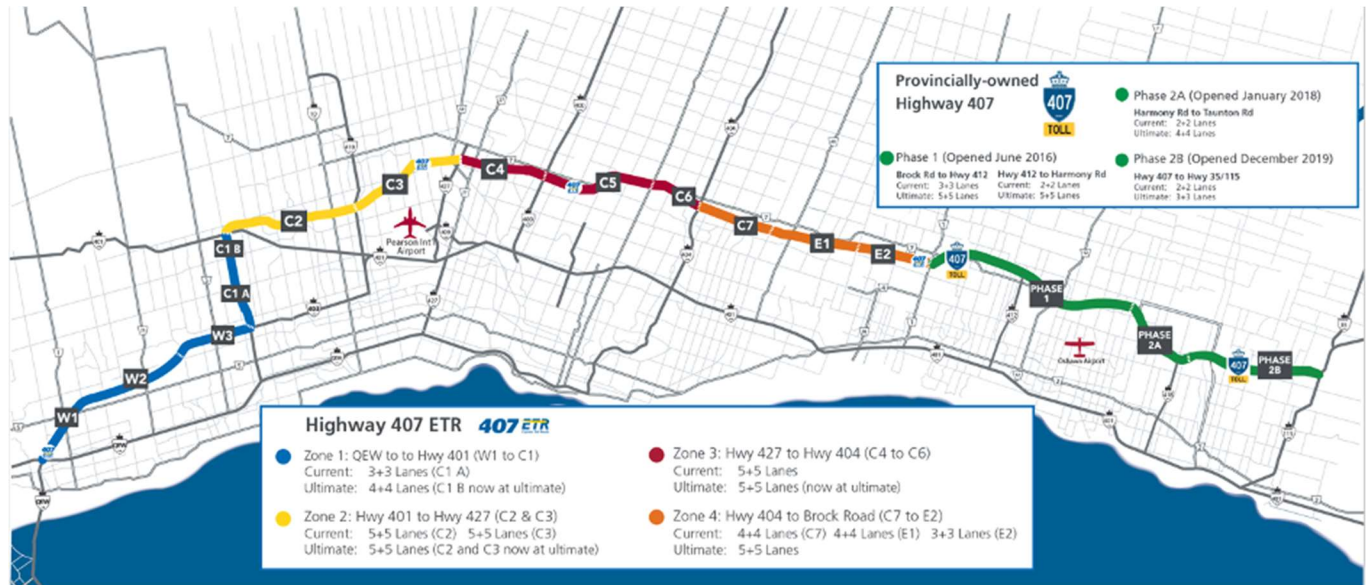 Provincially-owned
Highway 407
407
TOLL
Phase 2A (Opened January 2018)
Harmony Rd to Taunton Rd
Current: 2+2 Lanes
Ultimate: 4+4 Lanes
Phase 1 (Opened June 2016)
Brock Rd to Hwy 412
Current: 3+3 Lanes
Ultimate: 5+5 Lanes
Hwy 412 to Harmony Rd
Current: 2+2 Lanes
Ultimate: 5+5 Lanes
Phase 2B (Opened December 2019)
Hwy 407 to Hwy 35/115
Current: 2+2 Lanes
Ultimate: 3+3 Lanes
407
C4
C5
C3
C6
C2
C7
E1
E2
Pearson Int'l
Airport
C1 B
C1 A
W3
W2
W1
407
TOLL
PHASE
1
PHASE
2A
Oshawa Airport
407
TOLL
PHASE
2B
Highway 407 ETR
407 ETR
Zone 1: QEW to to Hwy 401 (W1 to C1)
Current: 3+3 Lanes (C1 A)
Ultimate: 4+4 Lanes (C1 B now at ultimate)
Zone 2: Hwy 401 to Hwy 427 (C2 & C3)
Current: 5+5 Lanes (C2) 5+5 Lanes (C3)
Ultimate: 5+5 Lanes (C2 and C3 now at ultimate)
Zone 3: Hwy 427 to Hwy 404 (C4 to C6)
Current: 5+5 Lanes
Ultimate: 5+5 Lanes (now at ultimate)
Zone 4: Hwy 404 to Brock Road (C7 to E2)
Current: 4+4 Lanes (C7) 4+4 Lanes (E1) 3+3 Lanes (E2)
Ultimate: 5+5 Lanes